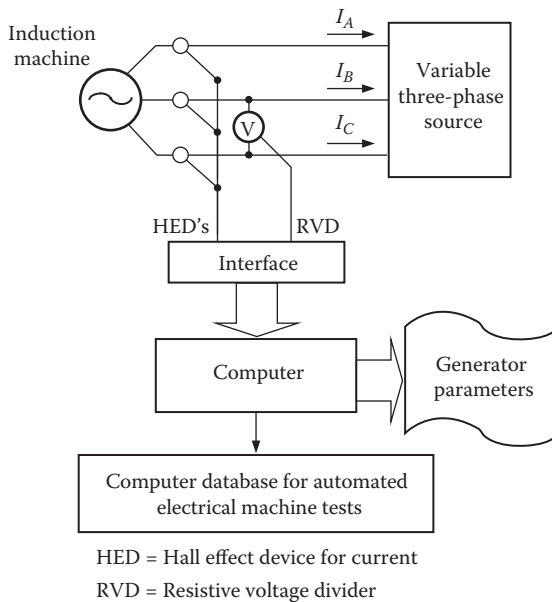 Induction
machine
I_A
I_B
I_C
Variable
three-phase
source
V
HED's
RVD
Interface
Computer
Generator
parameters
Computer database for automated
electrical machine tests
HED = Hall effect device for current
RVD = Resistive voltage divider